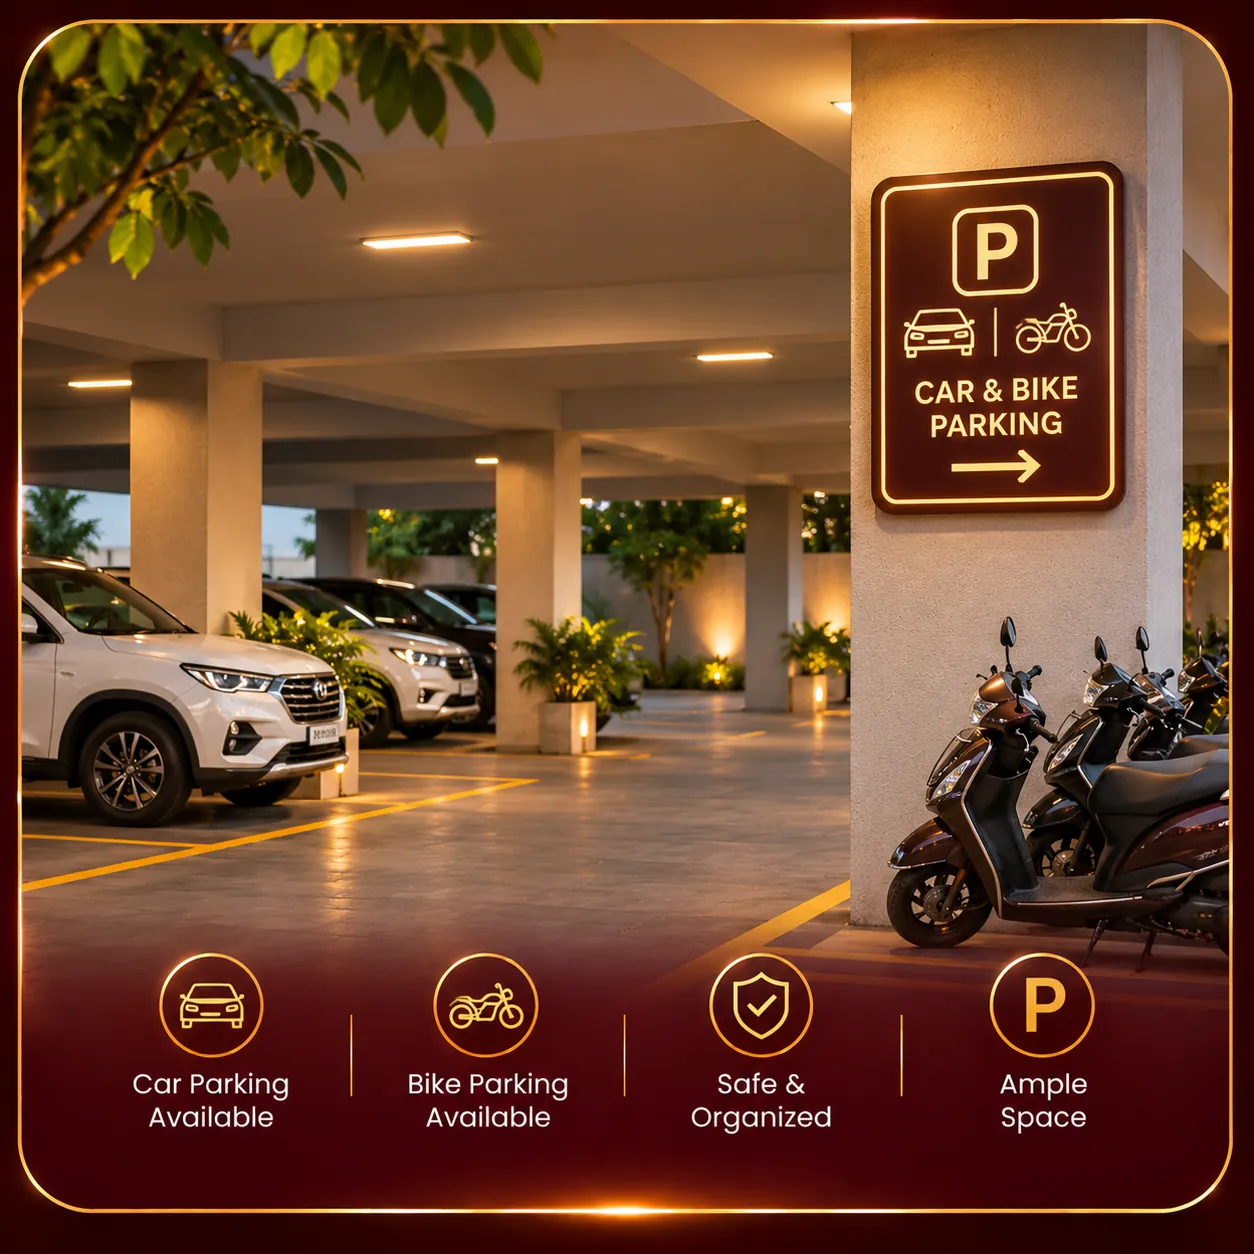 P
CAR & BIKE
PARKING
Car Parking
Available
Bike Parking
Available
Safe &
Organized
P
Ample
Space